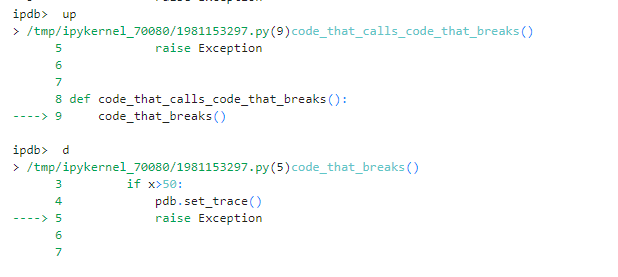 ipdb>  up
> /tmp/ipykernel_70080/1981153297.py(9)code_that_calls_code_that_breaks()
      5             raise Exception
      6
      7
      8 def code_that_calls_code_that_breaks():
----> 9     code_that_breaks()
ipdb>  d
> /tmp/ipykernel_70080/1981153297.py(5)code_that_breaks()
      3         if x>50:
      4             pdb.set_trace()
----> 5             raise Exception
      6
      7